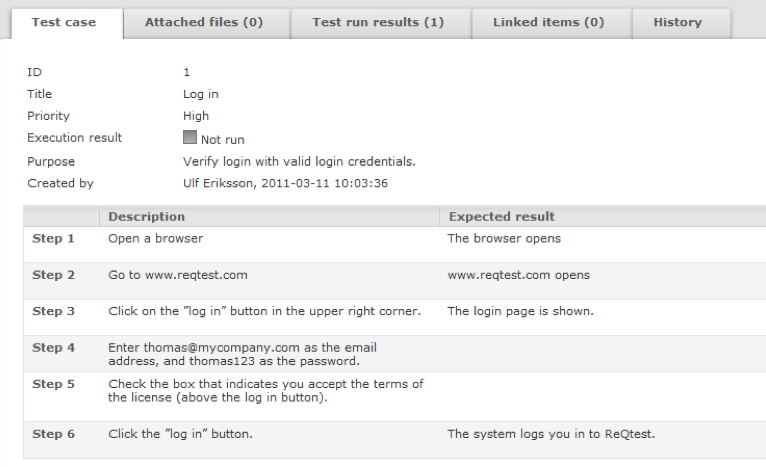 Test case Attached files (0) Test run results (1) Linked items (0) History
ID 1
Title Log in
Priority High
Execution result Not run
Purpose Verify login with valid login credentials.
Created by Ulf Eriksson, 2011-03-11 10:03:36
Description Expected result
Step 1 Open a browser The browser opens
Step 2 Go to www.reqtest.com www.reqtest.com opens
Step 3 Click on the ”log in” button in the upper right corner. The login page is shown.
Step 4 Enter thomas@mycompany.com as the email
address, and thomas123 as the password.
Step 5 Check the box that indicates you accept the terms of
the license (above the log in button).
Step 6 Click the ”log in” button. The system logs you in to ReQtest.